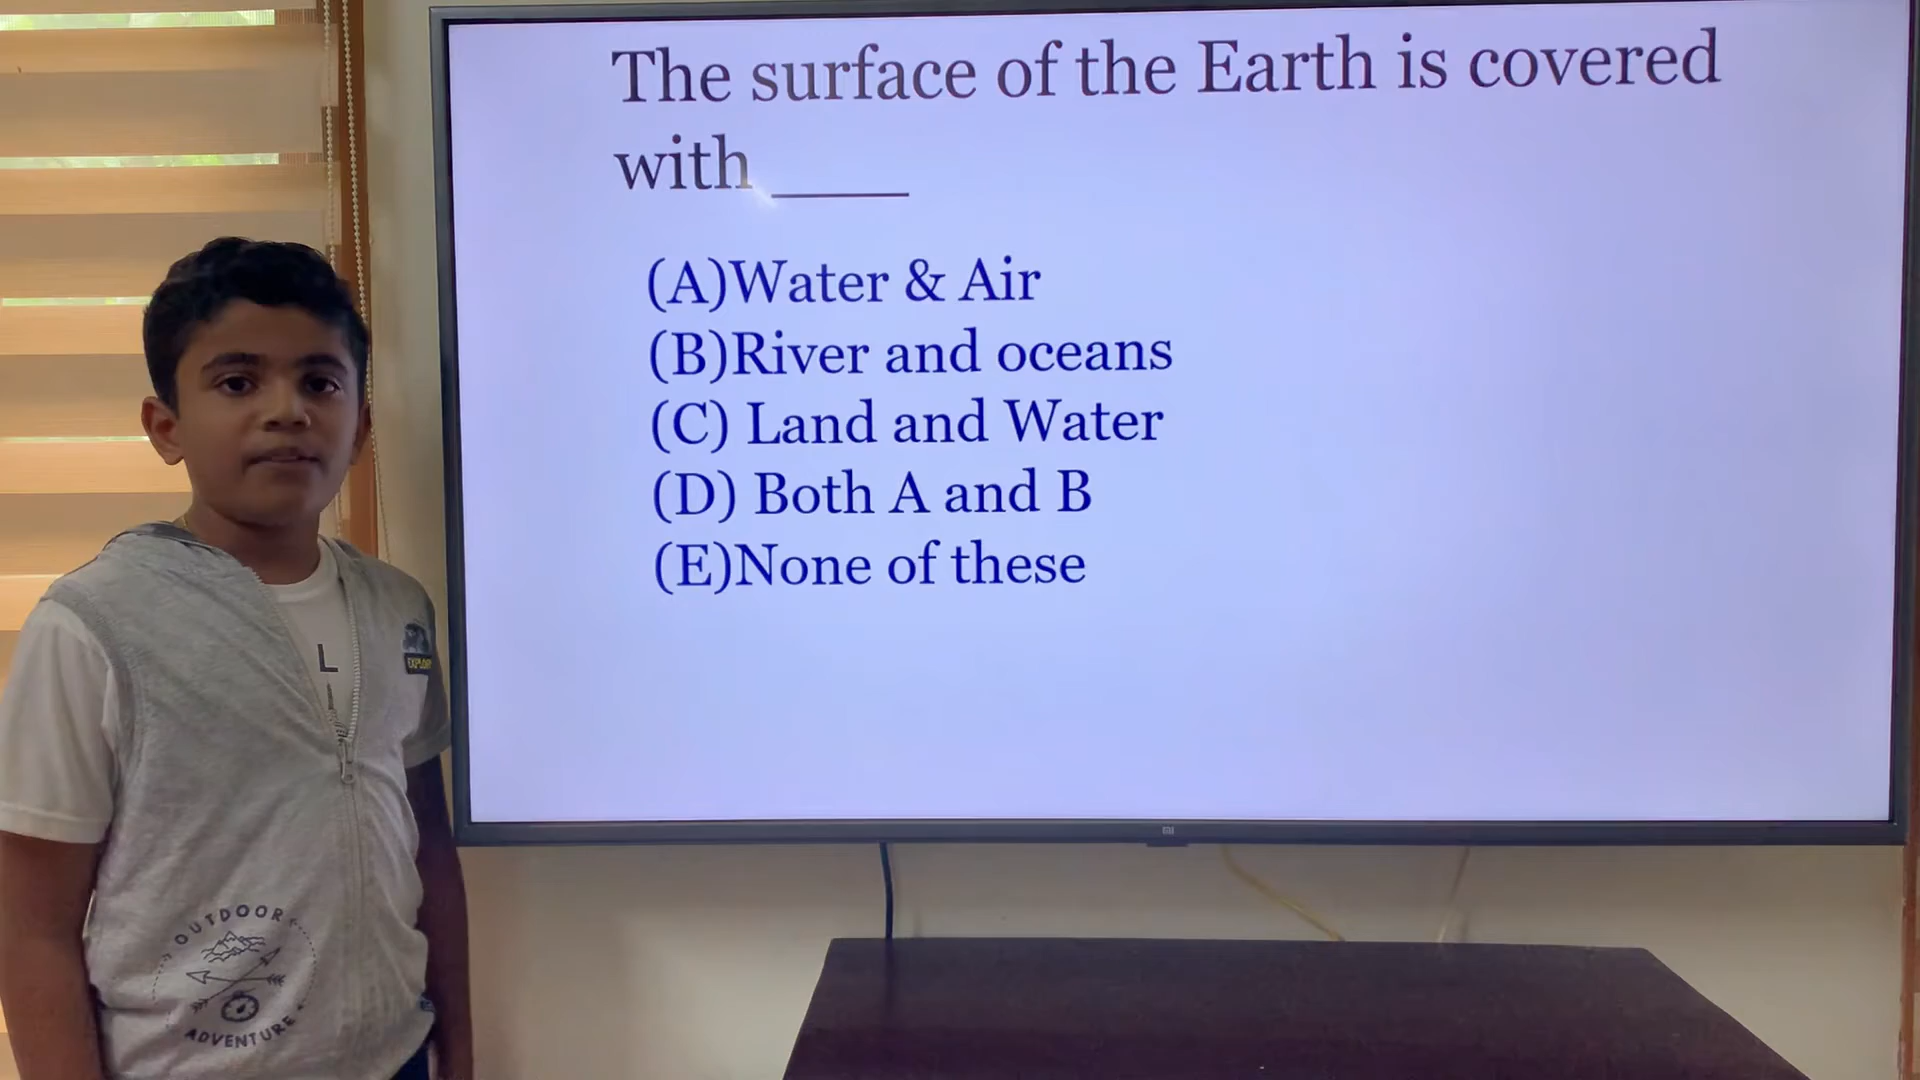 The surface of the Earth is covered
with ____
(A)Water & Air
(B)River and oceans
(C) Land and Water
(D) Both A and B
(E)None of these
L
OUTDOOR
ADVENTURE
mi